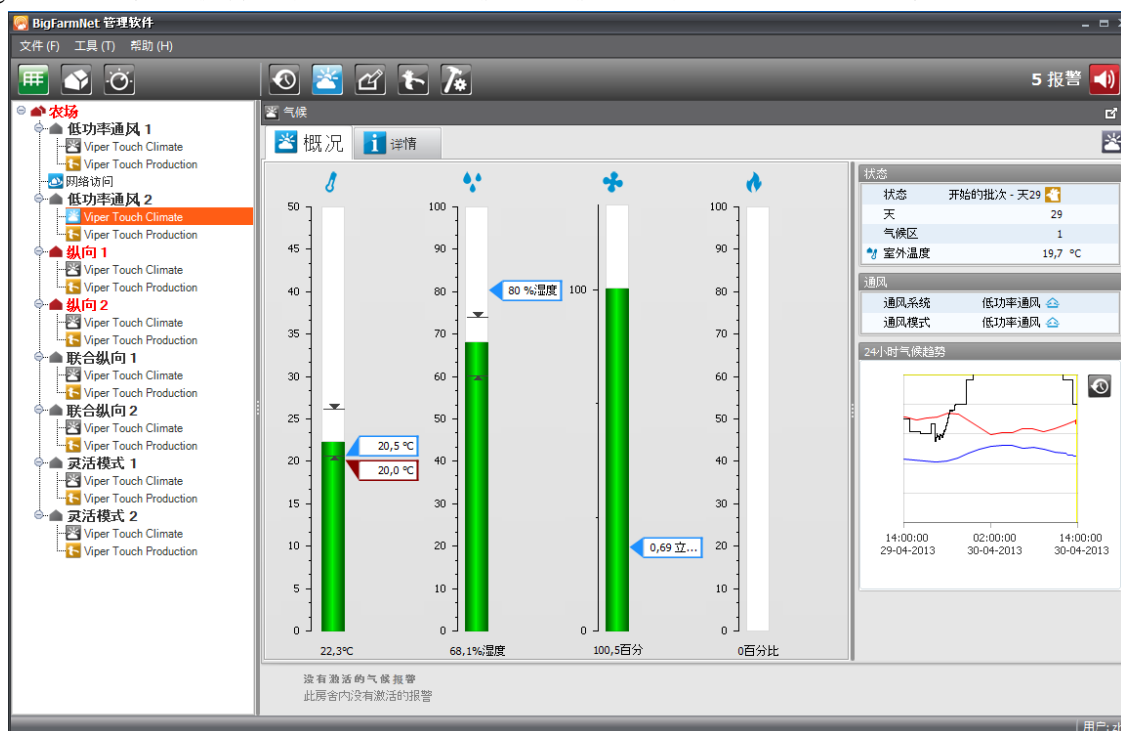 BigFarmNet 管理软件
文件 (F) 工具 (T) 帮助 (H)
5 报警
农场
低功率通风 1
Viper Touch Climate
Viper Touch Production
网络访问
低功率通风 2
Viper Touch Climate
Viper Touch Production
纵向 1
Viper Touch Climate
Viper Touch Production
纵向 2
Viper Touch Climate
Viper Touch Production
联合纵向 1
Viper Touch Climate
Viper Touch Production
联合纵向 2
Viper Touch Climate
Viper Touch Production
灵活模式 1
Viper Touch Climate
Viper Touch Production
灵活模式 2
Viper Touch Climate
Viper Touch Production
气候
概况 详情
50 100 100
45 90 90
40 80 80 %湿度 100 80
35 70 70
30 60 60
25 50 50
20,5 °C
20 40 40
20,0 °C
15 30 30
10 20 0,69 立... 20
5 10 10
0 0 0 0
22,3°C 68,1%湿度 100,5百分 0百分比
没有激活的气候报警
此房舍内没有激活的报警
状态
状态 开始的批次 - 天29
天 29
气候区 1
室外温度 19,7 °C
通风
通风系统 低功率通风
通风模式 低功率通风
24小时气候趋势
14:00:00 02:00:00 14:00:00
29-04-2013 30-04-2013 30-04-2013
用户: zh